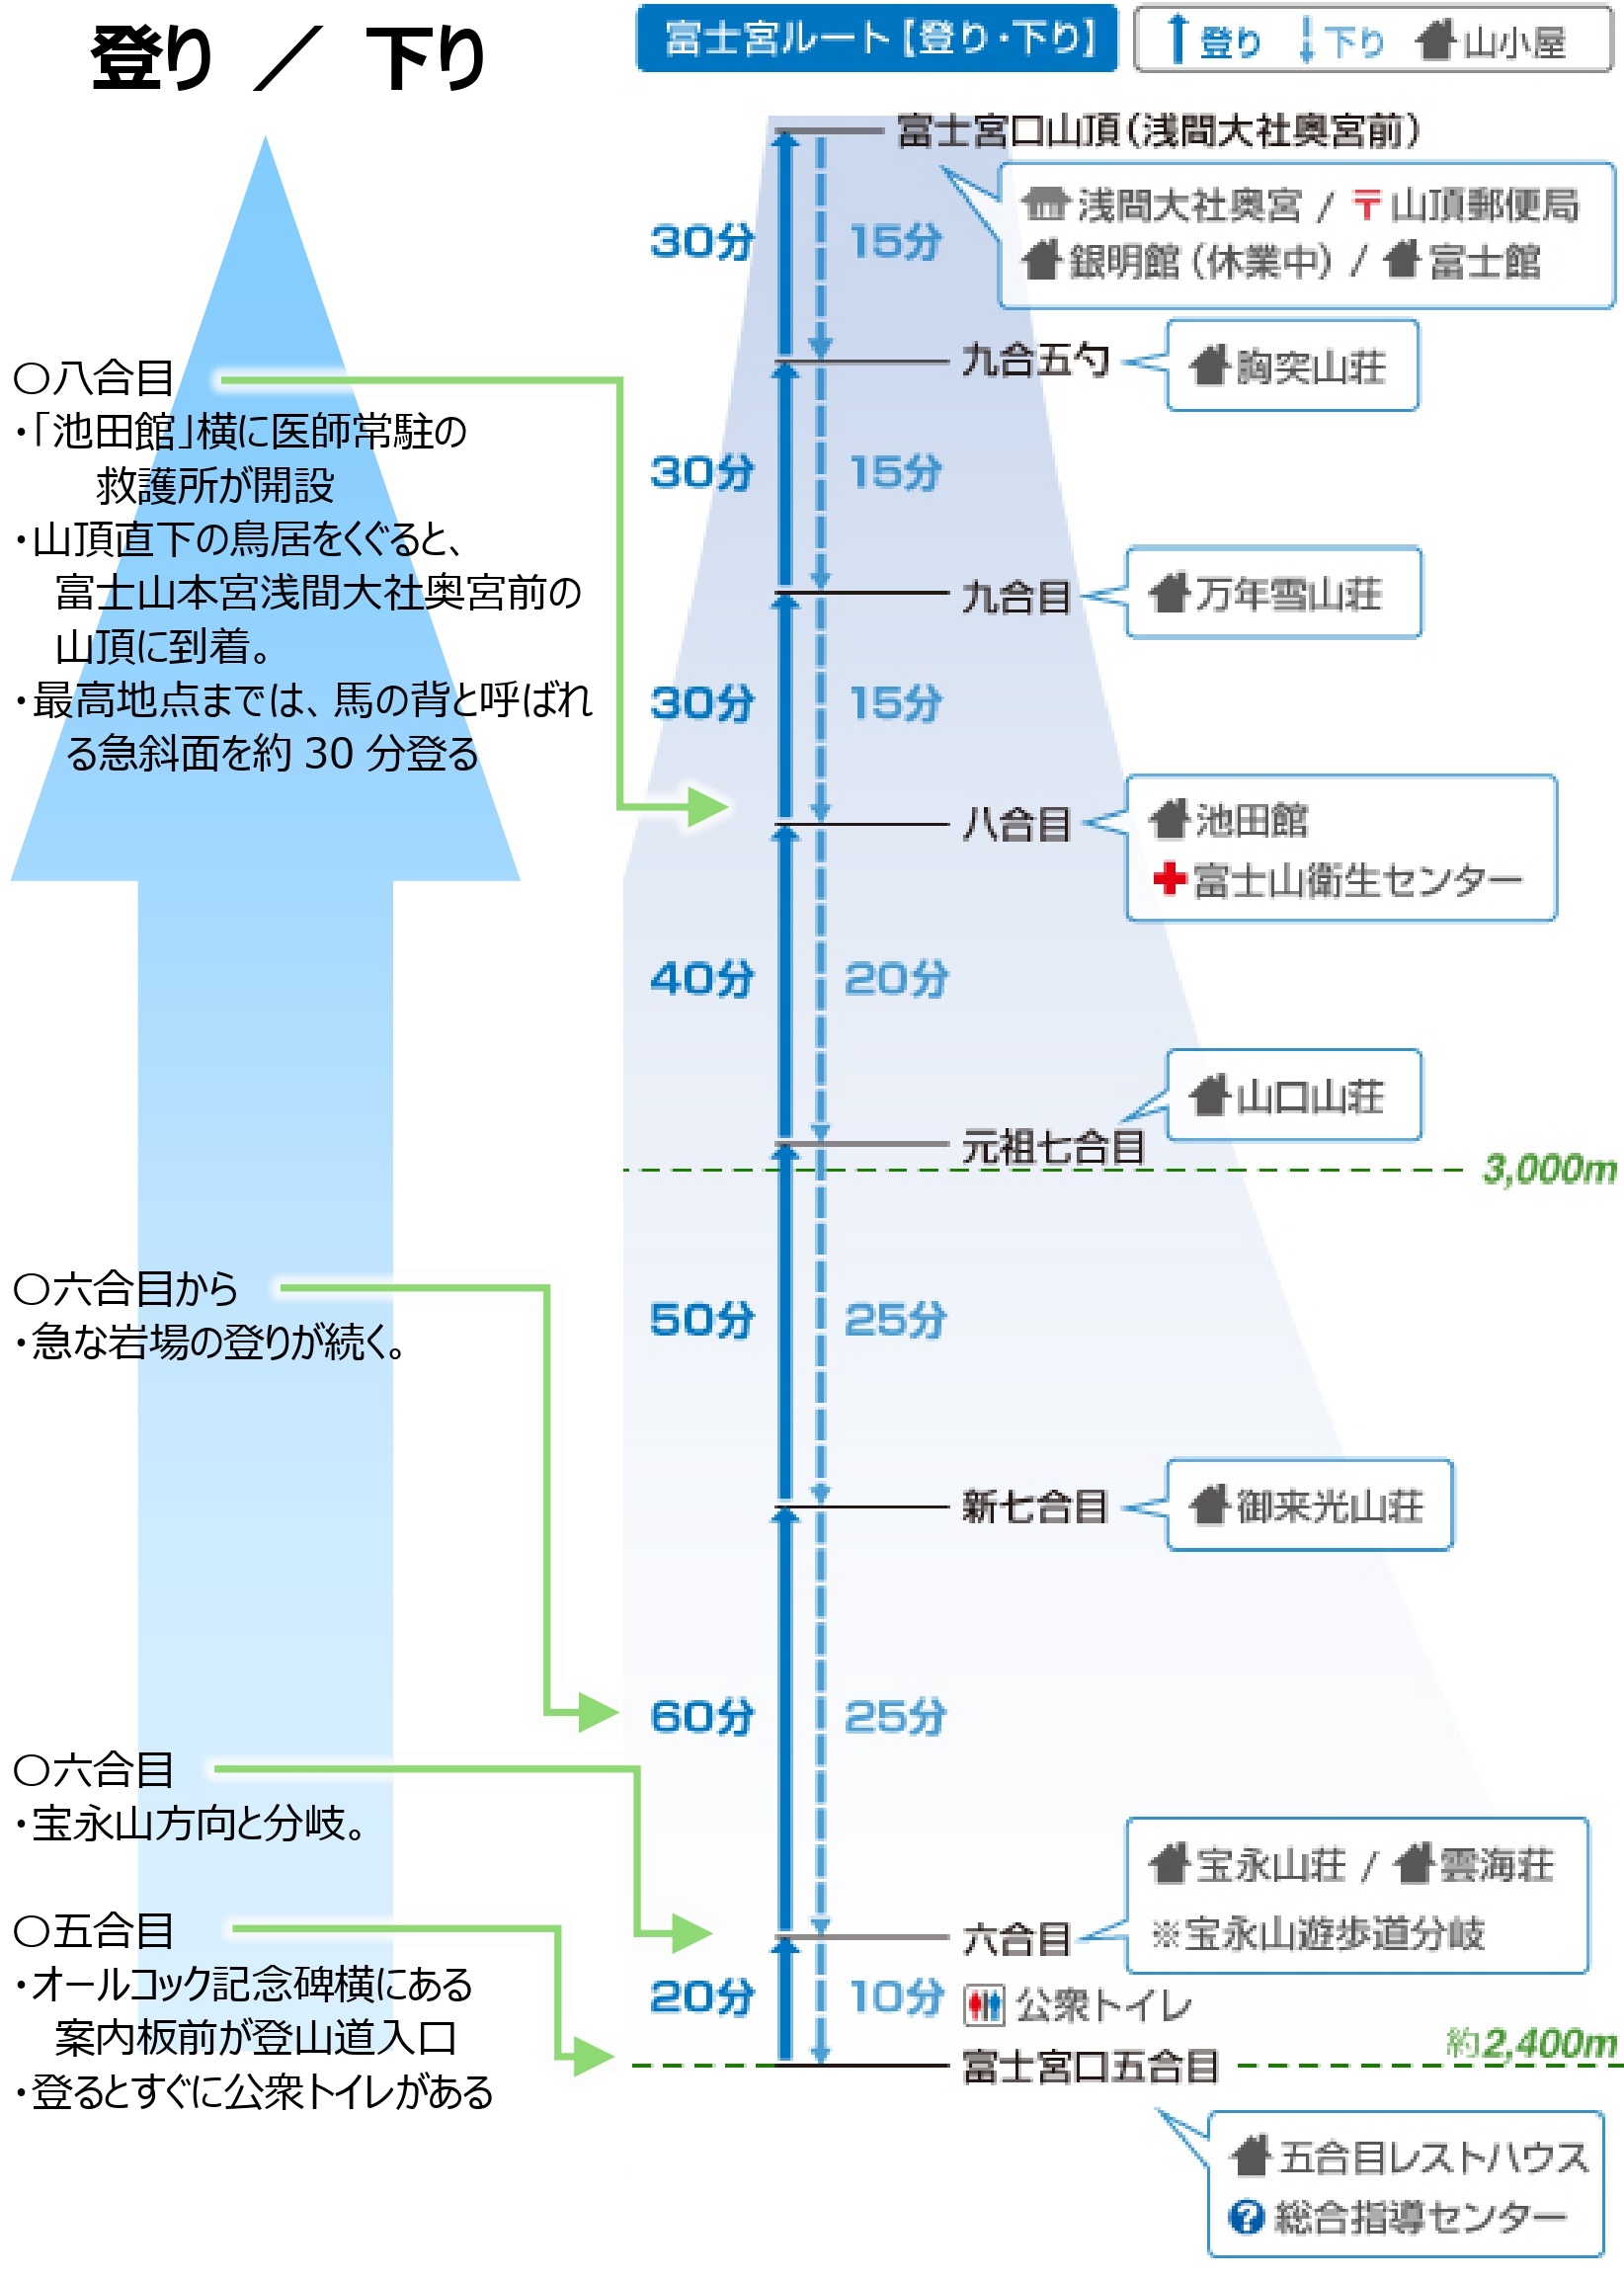 登り ／ 下り
富士宮ルート[登り・下り]
登り 下り 山小屋
富士宮口山頂（浅間大社奥宮前）
浅間大社奥宮 / 〒山頂郵便局
銀明館（休業中） / 富士館
30分 15分
九合五勺
胸突山荘
30分 15分
九合目
万年雪山荘
30分 15分
八合目
池田館
富士山衛生センター
40分 20分
山口山荘
元祖七合目
3,000m
50分 25分
新七合目
御来光山荘
60分 25分
宝永山荘 / 雲海荘
※宝永山遊歩道分岐
六合目
20分 10分
公衆トイレ
約2,400m
富士宮口五合目
五合目レストハウス
? 総合指導センター
〇八合目
・「池田館」横に医師常駐の
救護所が開設
・山頂直下の鳥居をくぐると、
富士山本宮浅間大社奥宮前の
山頂に到着。
・最高地点までは、馬の背と呼ばれ
る急斜面を約 30 分登る
〇六合目から
・急な岩場の登りが続く。
〇六合目
・宝永山方向と分岐。
〇五合目
・オールコック記念碑横にある
案内板前が登山道入口
・登るとすぐに公衆トイレがある